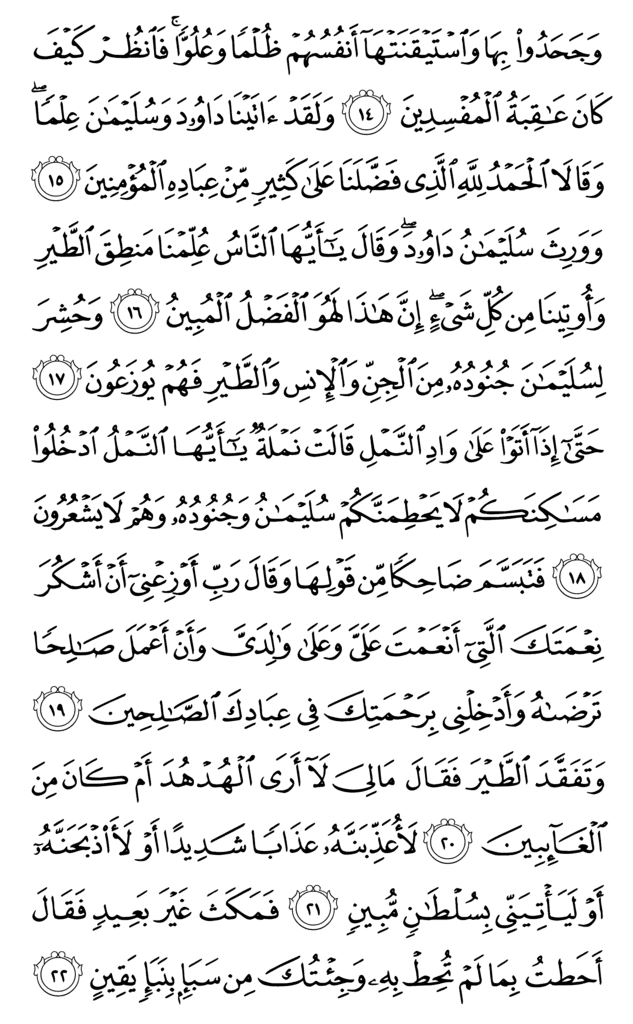 وَجَحَدُوا۟ بِهَا وَٱسْتَيْقَنَتْهَآ أَنفُسُهُمْ ظُلْمًا وَعُلُوًّا ۚ فَٱنظُرْ كَيْفَ
كَانَ عَـٰقِبَةُ ٱلْمُفْسِدِينَ ١٤ وَلَقَدْ ءَاتَيْنَا دَاوُۥدَ وَسُلَيْمَـٰنَ عِلْمًا ۖ
وَقَالَا ٱلْحَمْدُ لِلَّهِ ٱلَّذِى فَضَّلَنَا عَلَىٰ كَثِيرٍ مِّنْ عِبَادِهِ ٱلْمُؤْمِنِينَ ١٥
وَوَرِثَ سُلَيْمَـٰنُ دَاوُۥدَ ۖ وَقَالَ يَـٰٓأَيُّهَا ٱلنَّاسُ عُلِّمْنَا مَنطِقَ ٱلطَّيْرِ
وَأُوتِينَا مِن كُلِّ شَىْءٍ ۖ إِنَّ هَـٰذَا لَهُوَ ٱلْفَضْلُ ٱلْمُبِينُ ١٦ وَحُشِرَ
لِسُلَيْمَـٰنَ جُنُودُهُۥ مِنَ ٱلْجِنِّ وَٱلْإِنسِ وَٱلطَّيْرِ فَهُمْ يُوزَعُونَ ١٧
حَتَّىٰٓ إِذَآ أَتَوْا۟ عَلَىٰ وَادِ ٱلنَّمْلِ قَالَتْ نَمْلَةٌ يَـٰٓأَيُّهَا ٱلنَّمْلُ ٱدْخُلُوا۟
مَسَـٰكِنَكُمْ لَا يَحْطِمَنَّكُمْ سُلَيْمَـٰنُ وَجُنُودُهُۥ وَهُمْ لَا يَشْعُرُونَ
١٨ فَتَبَسَّمَ ضَاحِكًا مِّن قَوْلِهَا وَقَالَ رَبِّ أَوْزِعْنِىٓ أَنْ أَشْكُرَ
نِعْمَتَكَ ٱلَّتِىٓ أَنْعَمْتَ عَلَىَّ وَعَلَىٰ وَٰلِدَىَّ وَأَنْ أَعْمَلَ صَـٰلِحًا
تَرْضَىٰهُ وَأَدْخِلْنِى بِرَحْمَتِكَ فِى عِبَادِكَ ٱلصَّـٰلِحِينَ ١٩
وَتَفَقَّدَ ٱلطَّيْرَ فَقَالَ مَالِىَ لَآ أَرَى ٱلْهُدْهُدَ أَمْ كَانَ مِنَ
ٱلْغَآئِبِينَ ٢٠ لَأُعَذِّبَنَّهُۥ عَذَابًا شَدِيدًا أَوْ لَأَا۟ذْبَحَنَّهُۥٓ
أَوْ لَيَأْتِيَنِّى بِسُلْطَـٰنٍ مُّبِينٍ ٢١ فَمَكَثَ غَيْرَ بَعِيدٍ فَقَالَ
أَحَطتُ بِمَا لَمْ تُحِطْ بِهِۦ وَجِئْتُكَ مِن سَبَإٍۭ بِنَبَإٍ يَقِينٍ ٢٢